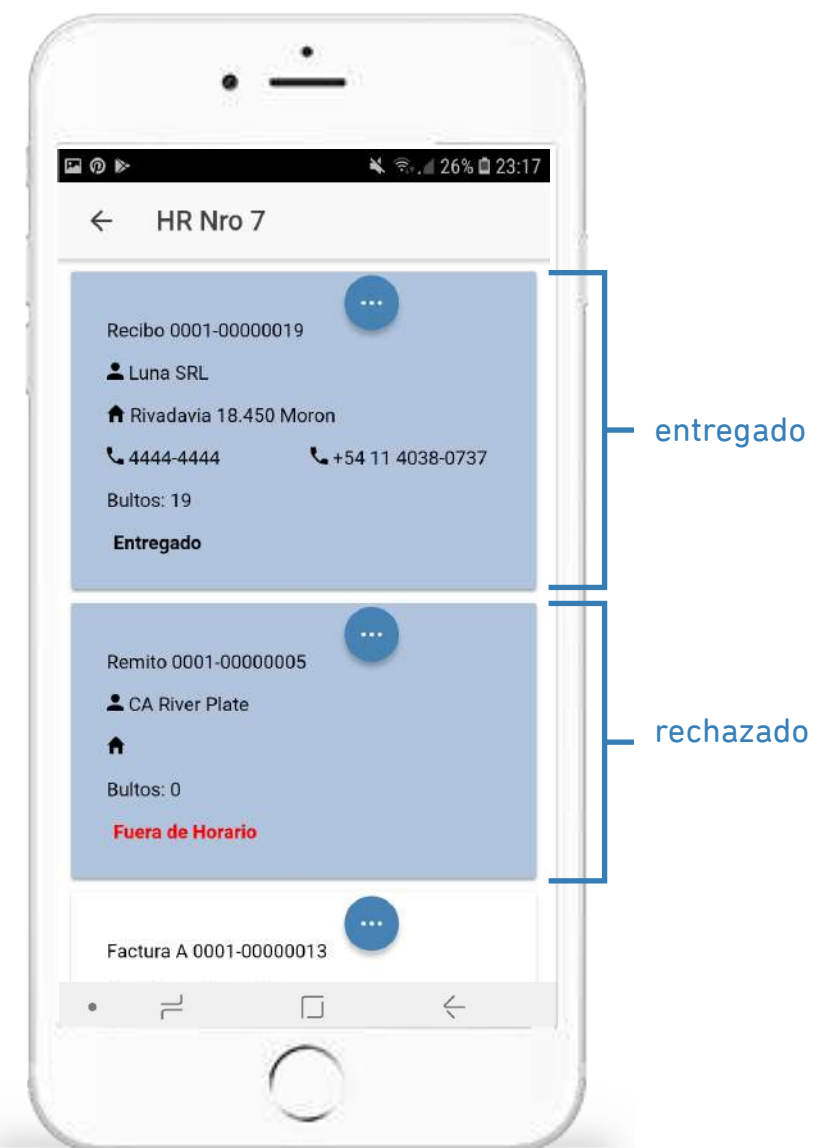 26% 23:17
HR Nro 7
Recibo 0001-00000019
Luna SRL
Rivadavia 18.450 Moron
4444-4444 +54 11 4038-0737
Bultos: 19
Entregado
entregado
Remito 0001-00000005
CA River Plate
Bultos: 0
Fuera de Horario
rechazado
Factura A 0001-00000013